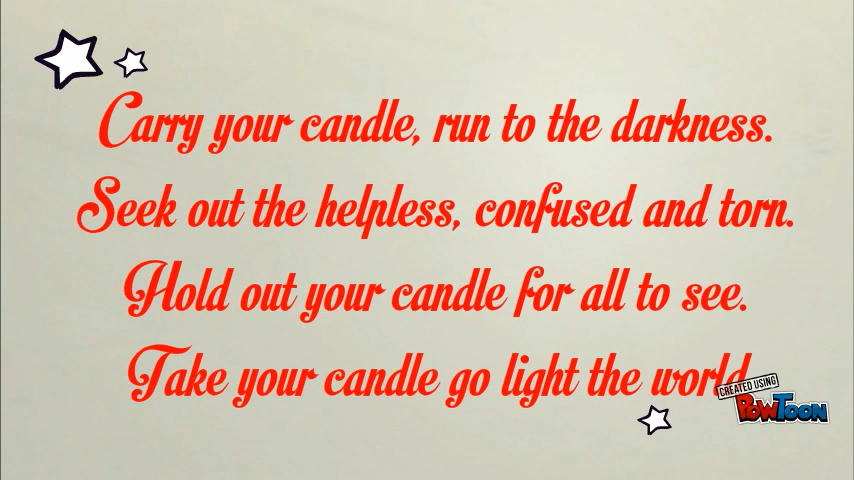 Carry your candle, run to the darkness.
Seek out the helpless, confused and torn.
Hold out your candle for all to see.
Take your candle go light the world
CREATED USING
POWTOON